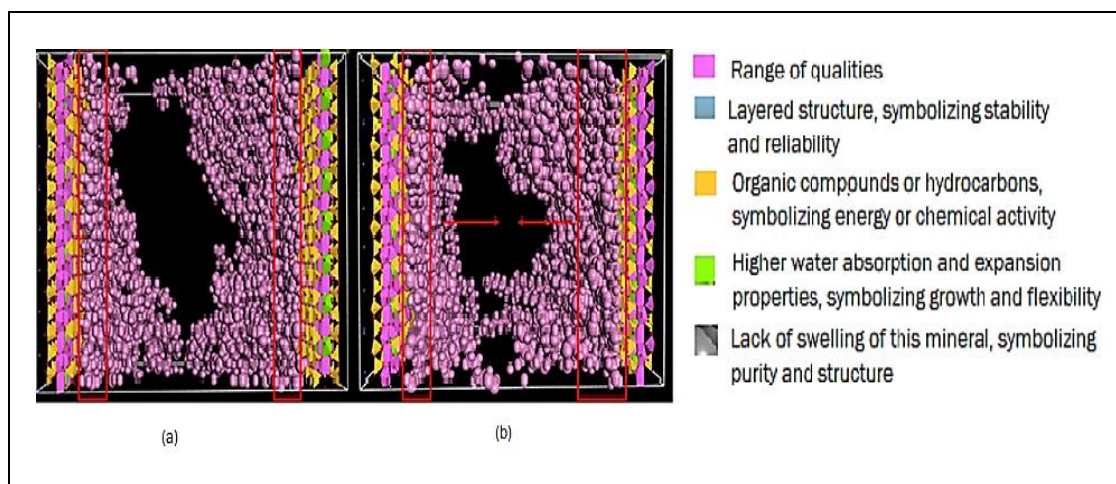 Range of qualities
Layered structure, symbolizing stability
and reliability
Organic compounds or hydrocarbons,
symbolizing energy or chemical activity
Higher water absorption and expansion
properties, symbolizing growth and flexibility
Lack of swelling of this mineral, symbolizing
purity and structure
(a)
(b)